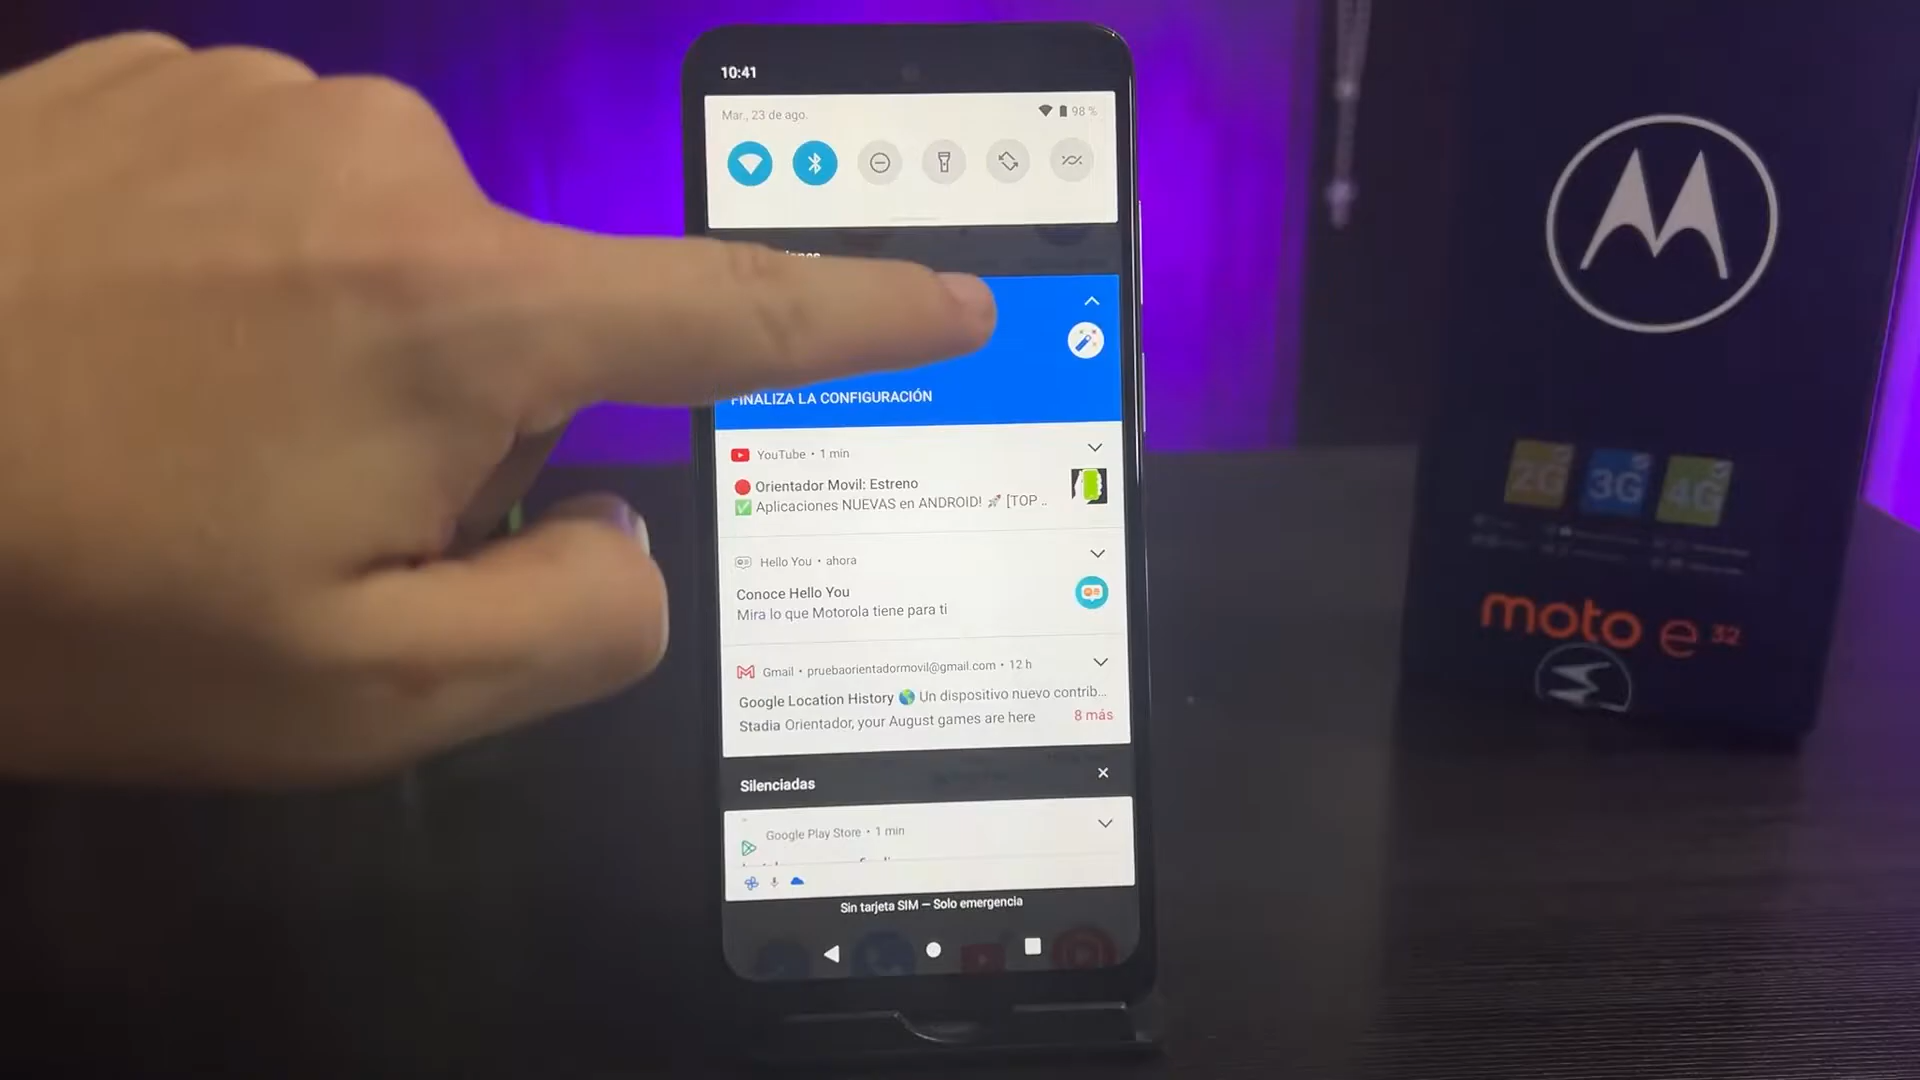 10:41
Mar., 23 de ago.
98 %
FINALIZA LA CONFIGURACIÓN
YouTube • 1 min
Orientador Movil: Estreno
✅ Aplicaciones NUEVAS en ANDROID! 🚀 [TOP ..
Hello You • ahora
Conoce Hello You
Mira lo que Motorola tiene para ti
Gmail • pruebaorientadormovil@gmail.com • 12 h
Google Location History 🌎 Un dispositivo nuevo contrib...
Stadia Orientador, your August games are here
8 más
Silenciadas
Google Play Store • 1 min
Sin tarjeta SIM – Solo emergencia
2G 3G 4G
moto e 32